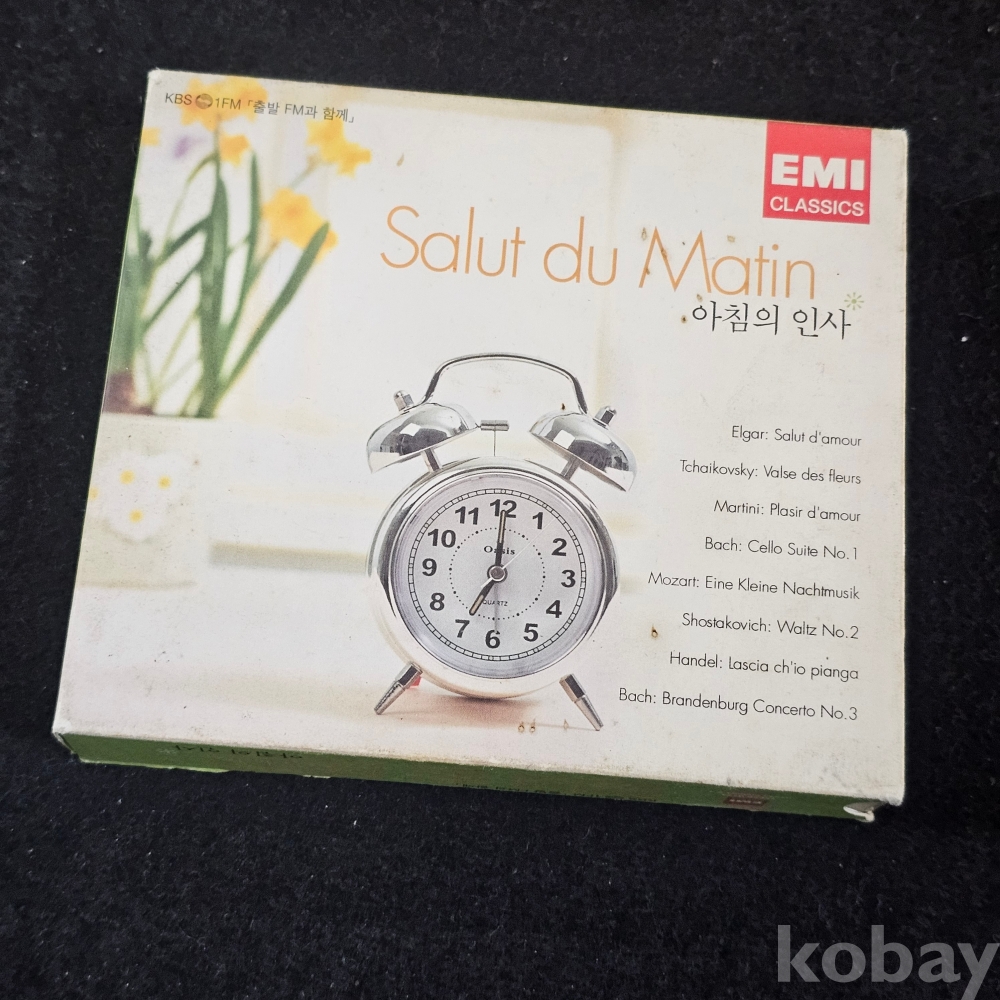 KBS 1FM 「출발 FM과 함께」
EMI
CLASSICS
Salut du Matin
아침의 인사
Elgar: Salut d'amour
Tchaikovsky: Valse des fleurs
Martini: Plasir d'amour
Bach: Cello Suite No.1
Mozart: Eine Kleine Nachtmusik
Shostakovich: Waltz No.2
Handel: Lascia ch'io pianga
Bach: Brandenburg Concerto No.3
12
11 1
10 2
9 3
8 4
7 5
6
QUARTZ
kobay